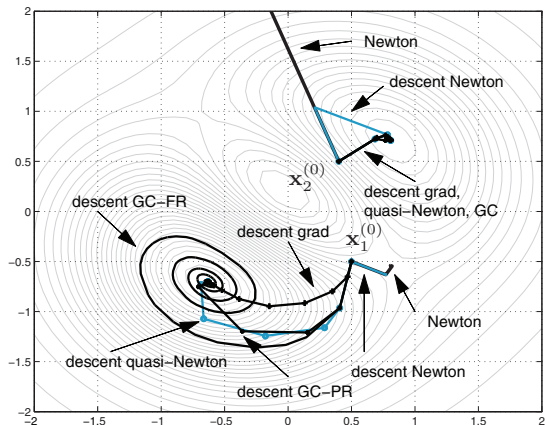 2
1.5
1
0.5
0
−0.5
−1
−1.5
−2
Newton
descent Newton
x₂⁽⁰⁾
descent grad,
quasi−Newton, GC
descent GC−FR
descent grad
x₁⁽⁰⁾
Newton
descent quasi−Newton
descent Newton
descent GC−PR
−2
−1.5
−1
−0.5
0
0.5
1
1.5
2